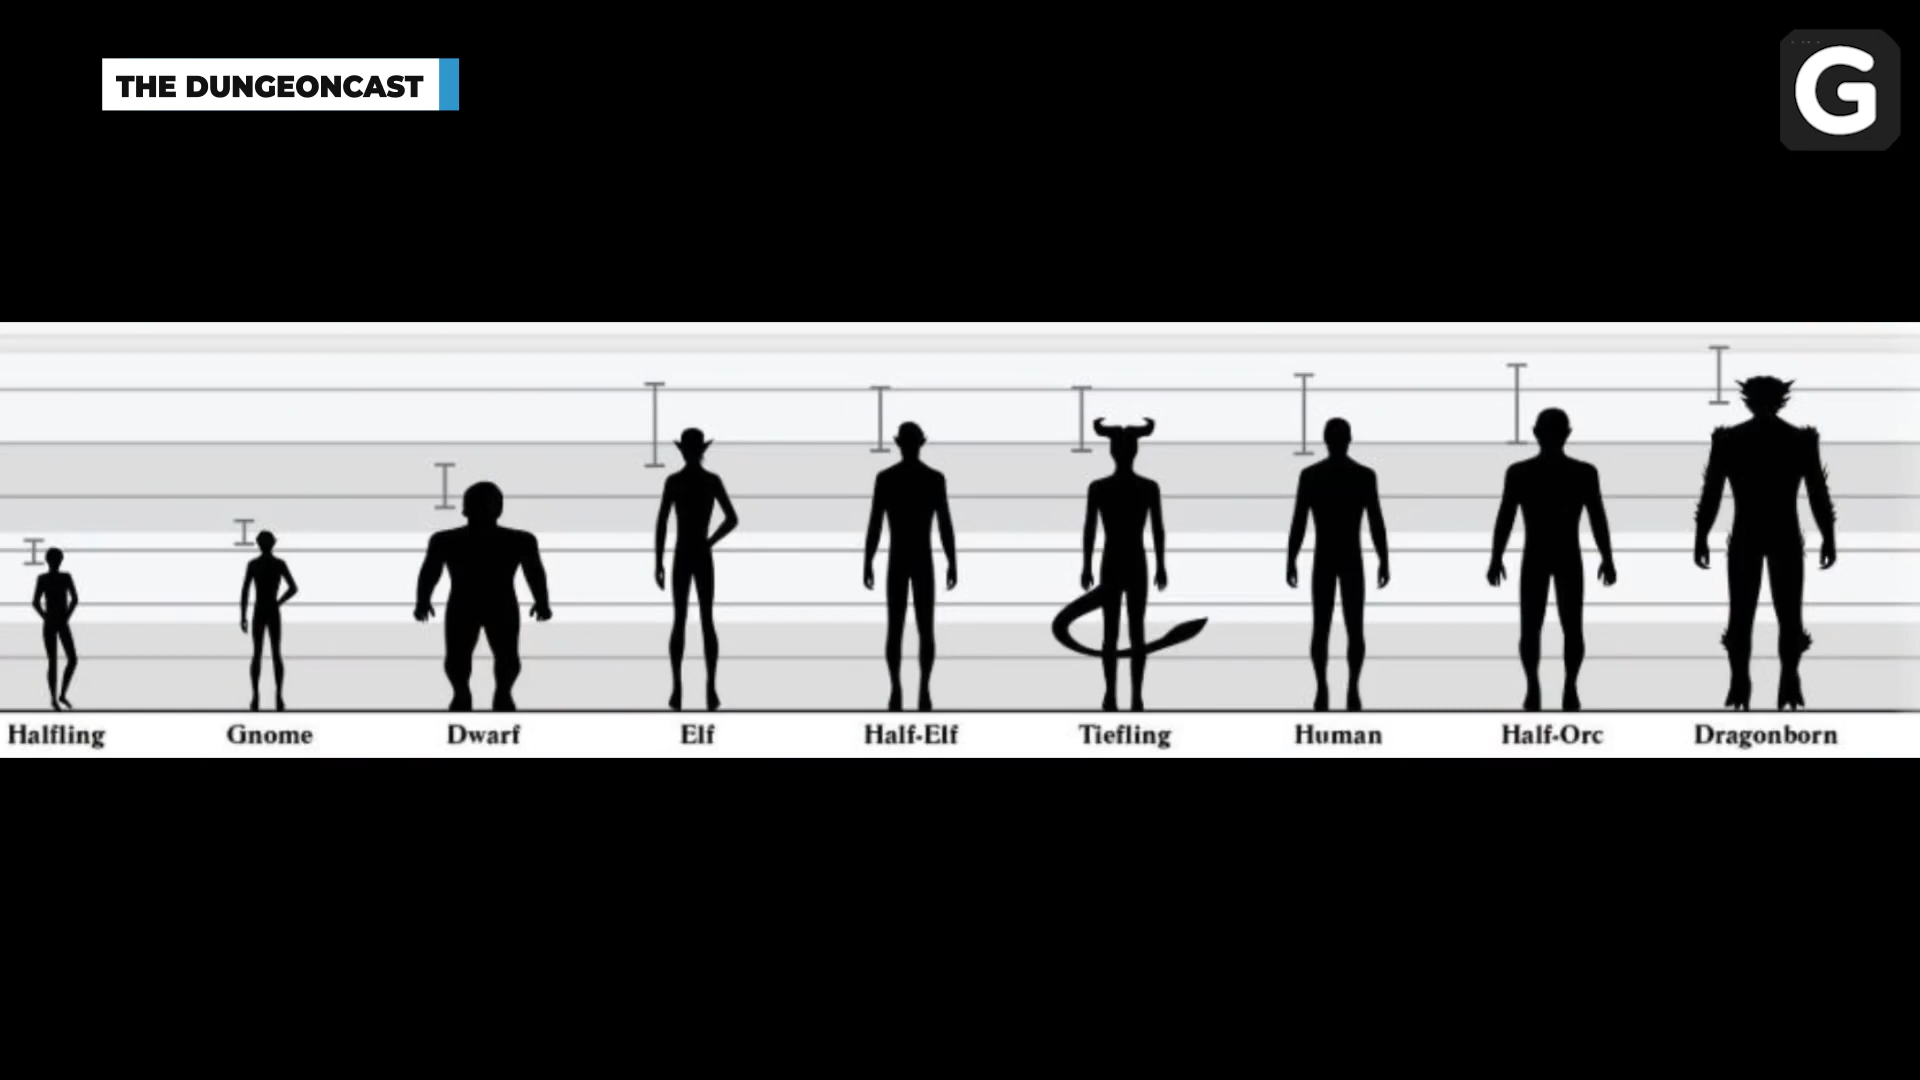 THE DUNGEONCAST
G
Halfling Gnome Dwarf Elf Half-Elf Tiefling Human Half-Orc Dragonborn